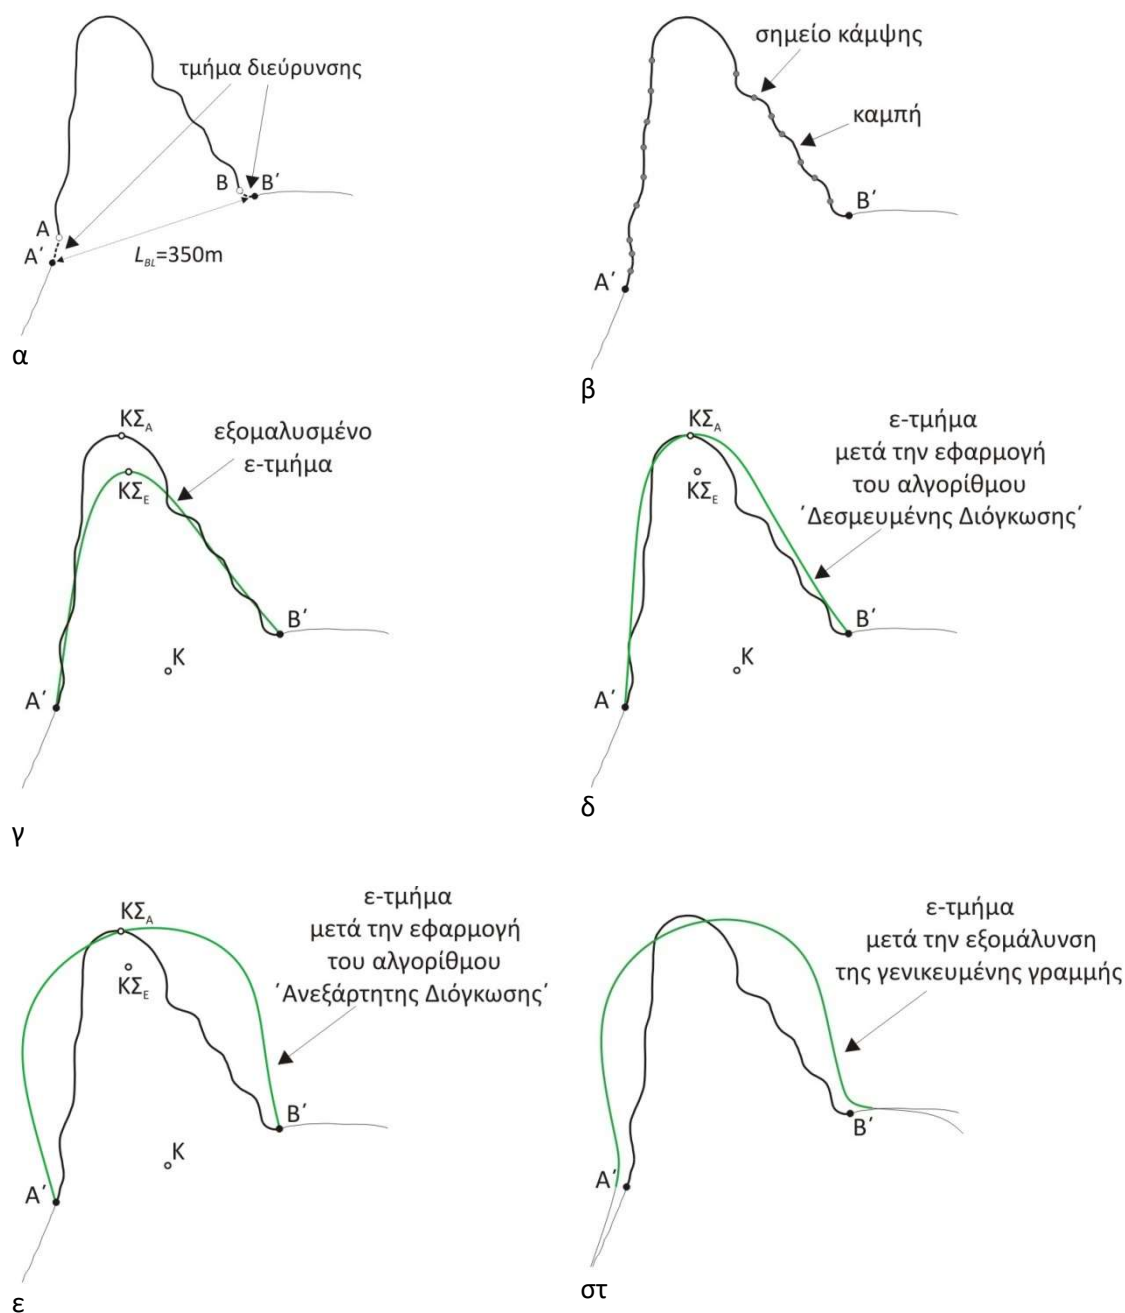 τμήμα διεύρυνσης
Β Β΄
Α
Α΄
L_BL=350m
α
σημείο κάμψης
καμπή
Β΄
Α΄
β
ΚΣ_Α
εξομαλυσμένο
ε-τμήμα
ΚΣ_Ε
Β΄
Κ
Α΄
γ
ΚΣ_Α
ΚΣ_Ε
ε-τμήμα
μετά την εφαρμογή
του αλγορίθμου
΄Δεσμευμένης Διόγκωσης΄
Β΄
Κ
Α΄
δ
ΚΣ_Α
ΚΣ_Ε
ε-τμήμα
μετά την εφαρμογή
του αλγορίθμου
΄Ανεξάρτητης Διόγκωσης΄
Β΄
Κ
Α΄
ε
ε-τμήμα
μετά την εξομάλυνση
της γενικευμένης γραμμής
Β΄
Α΄
στ